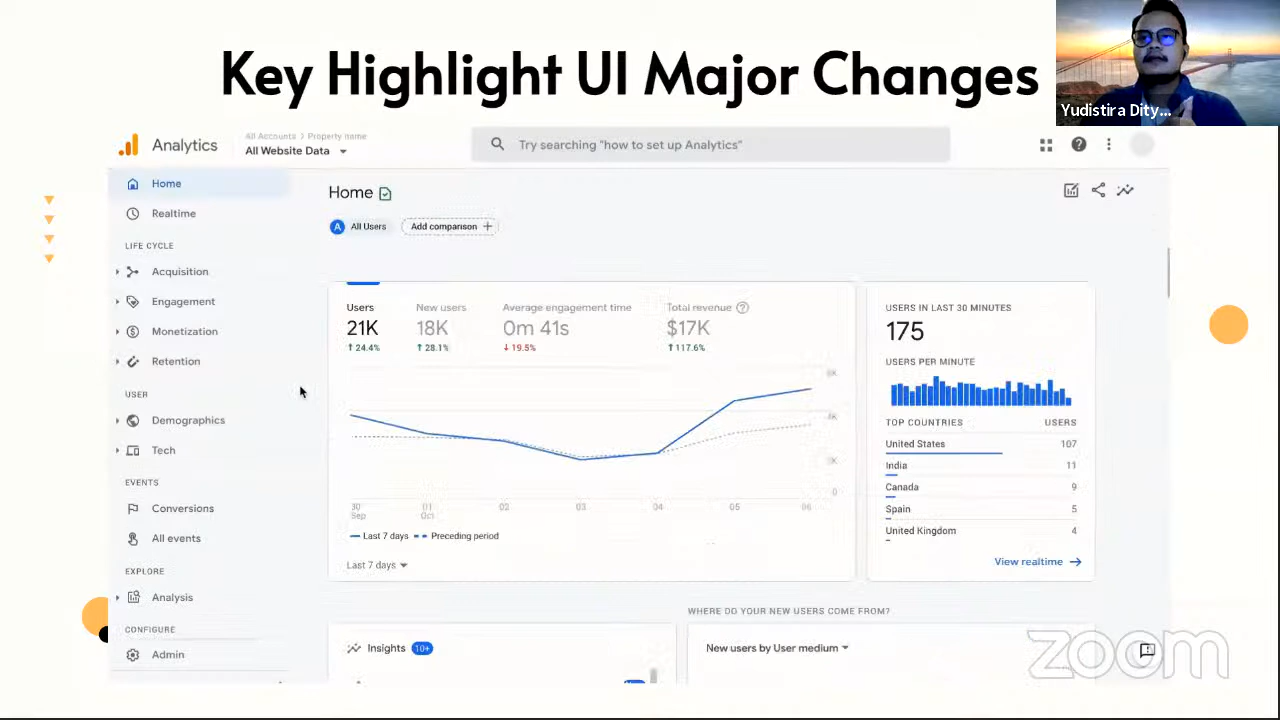 Key Highlight UI Major Changes
Yudistira Dity...
Analytics
All Accounts > Property name
All Website Data
Try searching "how to set up Analytics"
Home
Realtime
LIFE CYCLE
Acquisition
Engagement
Monetization
Retention
USER
Demographics
Tech
EVENTS
Conversions
All events
EXPLORE
Analysis
CONFIGURE
Admin
Home
A All Users
Add comparison +
Users
21K
↑ 24.4%
New users
18K
↑ 28.1%
Average engagement time
0m 41s
↓ 19.5%
Total revenue
$17K
↑ 117.6%
0
30 Sep
01 Oct
02
03
04
05
06
Last 7 days
Preceding period
Last 7 days
USERS IN LAST 30 MINUTES
175
USERS PER MINUTE
TOP COUNTRIES USERS
United States 107
India 11
Canada 9
Spain 5
United Kingdom 4
View realtime
WHERE DO YOUR NEW USERS COME FROM?
Insights 10+
New users by User medium
zoom